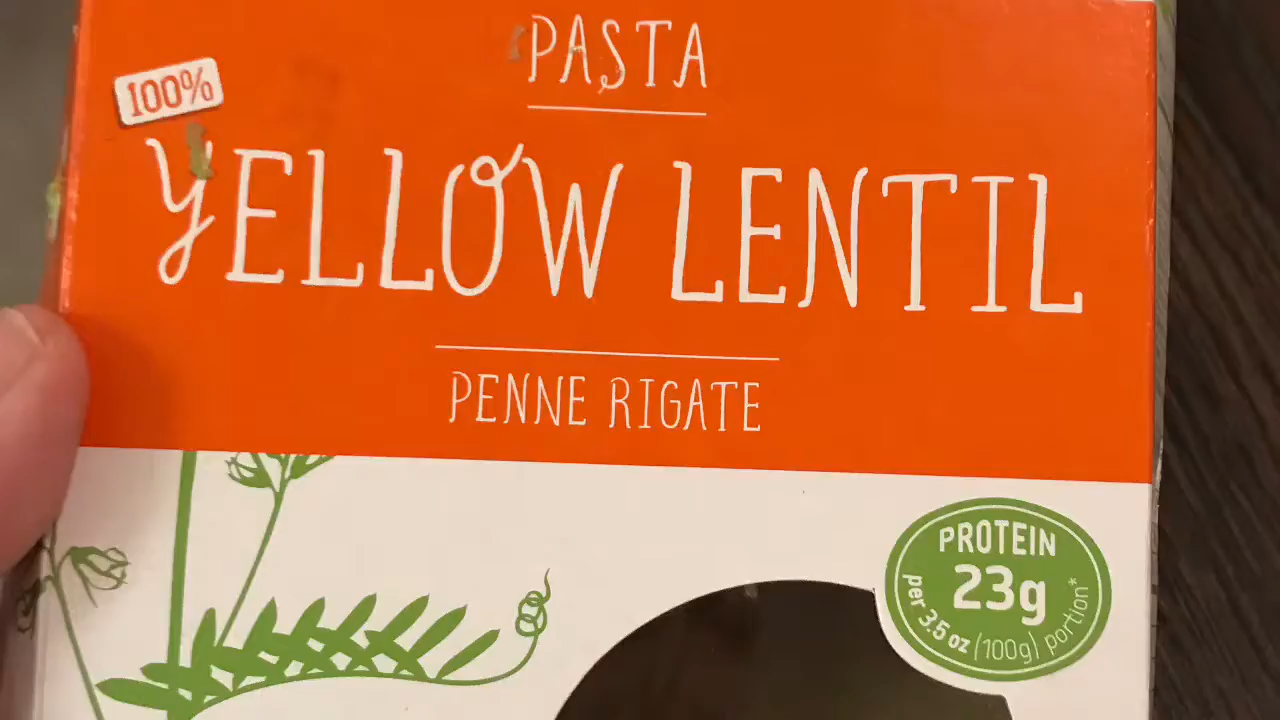 PASTA
100%
YELLOW LENTIL
PENNE RIGATE
PROTEIN
23g
per 3.5 oz (100g) portion*